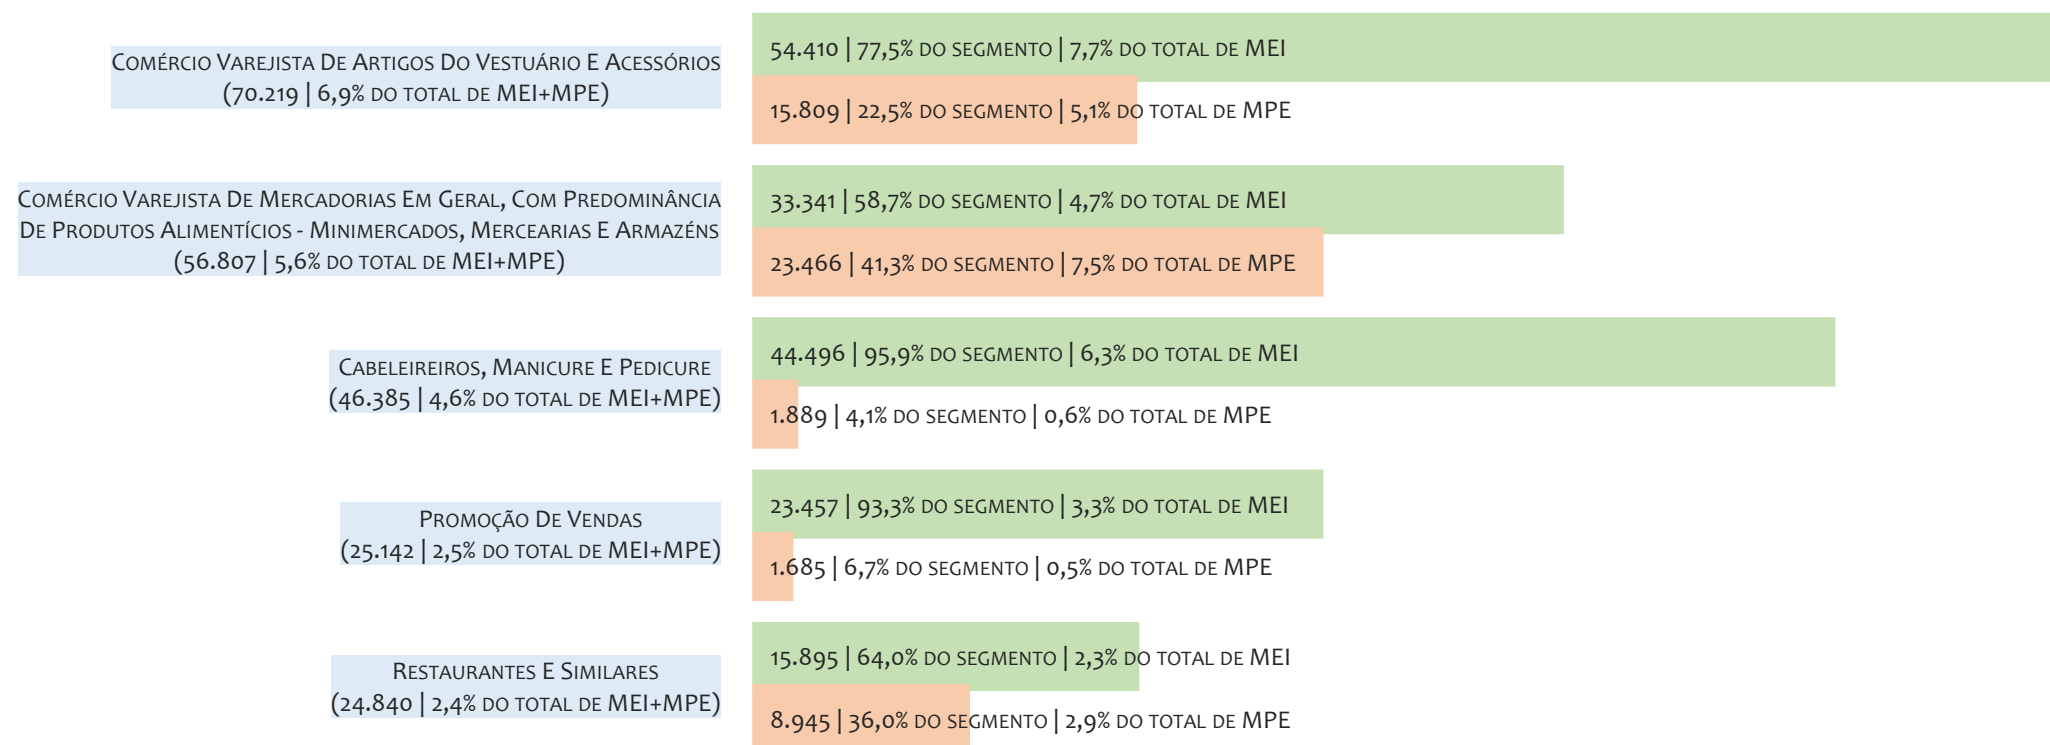 Comércio Varejista De Artigos Do Vestuário E Acessórios
(70.219 | 6,9% do total de MEI+MPE)
54.410 | 77,5% do segmento | 7,7% do total de MEI
15.809 | 22,5% do segmento | 5,1% do total de MPE
Comércio Varejista De Mercadorias Em Geral, Com Predominância
De Produtos Alimentícios - Minimercados, Mercearias E Armazéns
(56.807 | 5,6% do total de MEI+MPE)
33.341 | 58,7% do segmento | 4,7% do total de MEI
23.466 | 41,3% do segmento | 7,5% do total de MPE
Cabeleireiros, Manicure E Pedicure
(46.385 | 4,6% do total de MEI+MPE)
44.496 | 95,9% do segmento | 6,3% do total de MEI
1.889 | 4,1% do segmento | 0,6% do total de MPE
Promoção De Vendas
(25.142 | 2,5% do total de MEI+MPE)
23.457 | 93,3% do segmento | 3,3% do total de MEI
1.685 | 6,7% do segmento | 0,5% do total de MPE
Restaurantes E Similares
(24.840 | 2,4% do total de MEI+MPE)
15.895 | 64,0% do segmento | 2,3% do total de MEI
8.945 | 36,0% do segmento | 2,9% do total de MPE